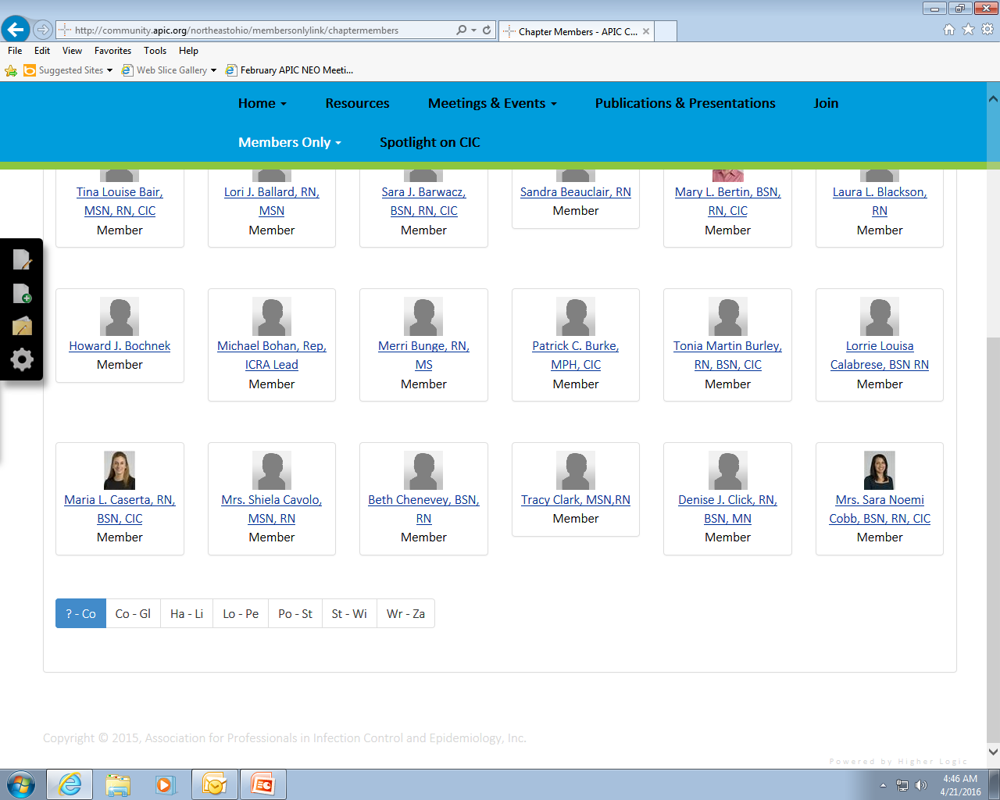 http://community.apic.org/northeastohio/membersonlylink/chaptermembers
Chapter Members - APIC C...
File Edit View Favorites Tools Help
Suggested Sites Web Slice Gallery February APIC NEO Meeti...
Home Resources Meetings & Events Publications & Presentations Join
Members Only Spotlight on CIC
Tina Louise Bair,
MSN, RN, CIC
Member
Lori J. Ballard, RN,
MSN
Member
Sara J. Barwacz,
BSN, RN, CIC
Member
Sandra Beauclair, RN
Member
Mary L. Bertin, BSN,
RN, CIC
Member
Laura L. Blackson,
RN
Member
Howard J. Bochnek
Member
Michael Bohan, Rep,
ICRA Lead
Member
Merri Bunge, RN,
MS
Member
Patrick C. Burke,
MPH, CIC
Member
Tonia Martin Burley,
RN, BSN, CIC
Member
Lorrie Louisa
Calabrese, BSN RN
Member
Maria L. Caserta, RN,
BSN, CIC
Member
Mrs. Shiela Cavolo,
MSN, RN
Member
Beth Chenevey, BSN,
RN
Member
Tracy Clark, MSN,RN
Member
Denise J. Click, RN,
BSN, MN
Member
Mrs. Sara Noemi
Cobb, BSN, RN, CIC
Member
? - Co Co - Gl Ha - Li Lo - Pe Po - St St - Wi Wr - Za
Copyright © 2015, Association for Professionals in Infection Control and Epidemiology, Inc.
Powered by Higher Logic
4:46 AM
4/21/2016